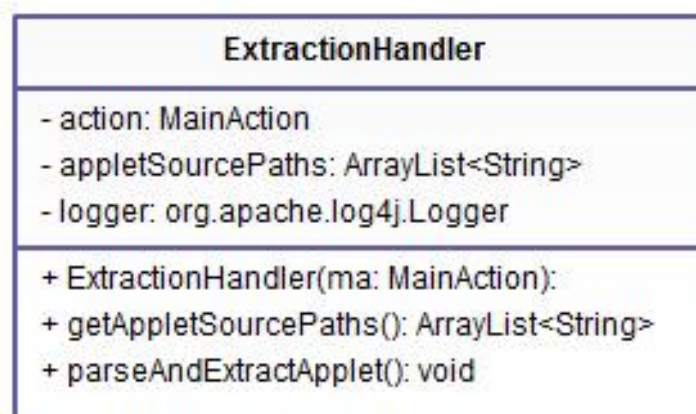 ExtractionHandler
- action: MainAction
- appletSourcePaths: ArrayList<String>
- logger: org.apache.log4j.Logger
+ ExtractionHandler(ma: MainAction):
+ getAppletSourcePaths(): ArrayList<String>
+ parseAndExtractApplet(): void